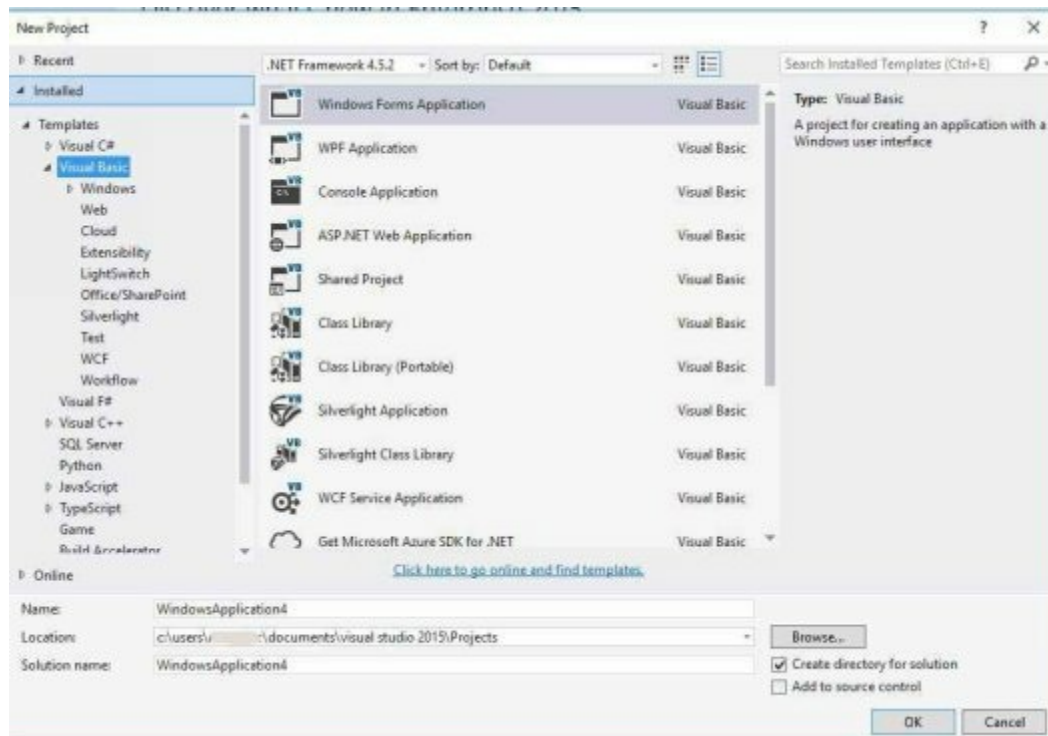 New Project
? X
Recent
.NET Framework 4.5.2
Sort by: Default
Search Installed Templates (Ctrl+E)
Installed
Templates
Visual C#
Visual Basic
Windows
Web
Cloud
Extensibility
LightSwitch
Office/SharePoint
Silverlight
Test
WCF
Workflow
Visual F#
Visual C++
SQL Server
Python
JavaScript
TypeScript
Game
Build Accelerator
Online
Windows Forms Application Visual Basic
WPF Application Visual Basic
Console Application Visual Basic
ASP.NET Web Application Visual Basic
Shared Project Visual Basic
Class Library Visual Basic
Class Library (Portable) Visual Basic
Silverlight Application Visual Basic
Silverlight Class Library Visual Basic
WCF Service Application Visual Basic
Get Microsoft Azure SDK for .NET Visual Basic
Click here to go online and find templates.
Type: Visual Basic
A project for creating an application with a
Windows user interface
Name: WindowsApplication4
Location: c:\users\ \documents\visual studio 2015\Projects
Browse...
Solution name: WindowsApplication4
Create directory for solution
Add to source control
OK Cancel